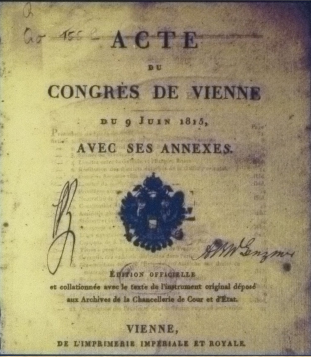 ACTE
DU
CONGRÈS DE VIENNE
DU 9 JUIN 1815,
AVEC SES ANNEXES.
ÉDITION OFFICIELLE
et collationnée avec le texte de l'instrument original déposé
aux Archives de la Chancellerie de Cour et d'État.
VIENNE,
DE L'IMPRIMERIE IMPÉRIALE ET ROYALE.